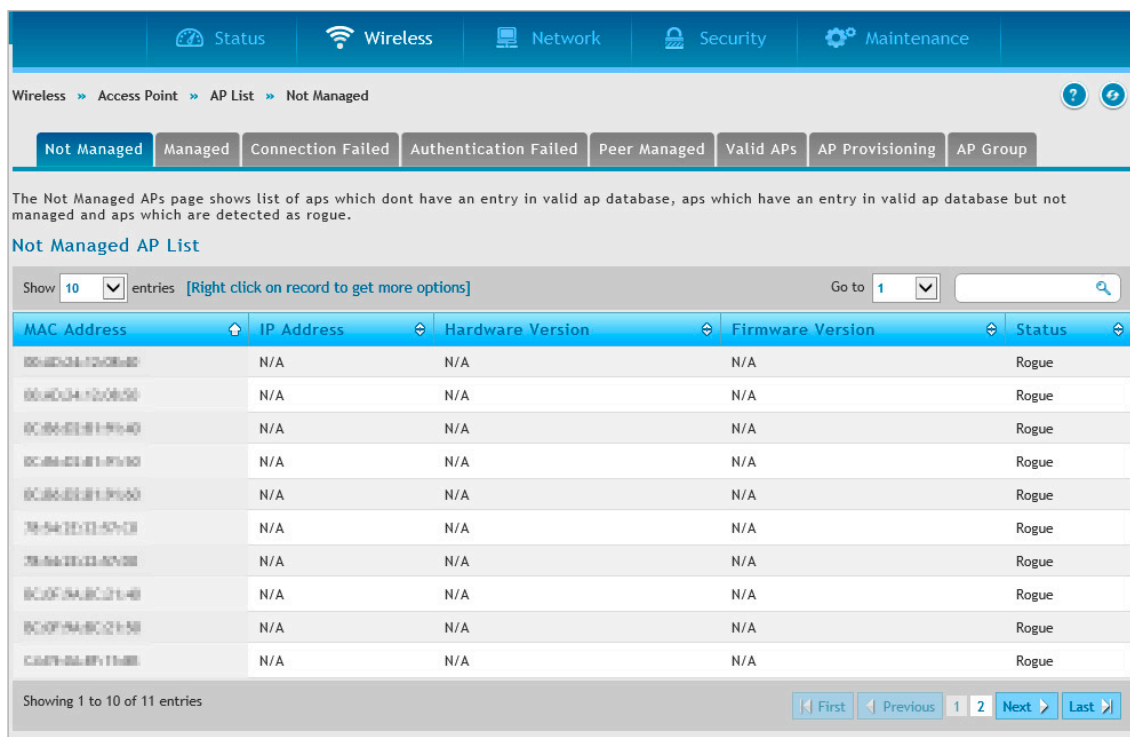 Status Wireless Network Security Maintenance
Wireless » Access Point » AP List » Not Managed ?
Not Managed Managed Connection Failed Authentication Failed Peer Managed Valid APs AP Provisioning AP Group
The Not Managed APs page shows list of aps which dont have an entry in valid ap database, aps which have an entry in valid ap database but not
managed and aps which are detected as rogue.
Not Managed AP List
Show 10 entries [Right click on record to get more options] Go to 1
MAC Address IP Address Hardware Version Firmware Version Status
N/A N/A N/A Rogue
N/A N/A N/A Rogue
N/A N/A N/A Rogue
N/A N/A N/A Rogue
N/A N/A N/A Rogue
N/A N/A N/A Rogue
N/A N/A N/A Rogue
N/A N/A N/A Rogue
N/A N/A N/A Rogue
N/A N/A N/A Rogue
Showing 1 to 10 of 11 entries First Previous 1 2 Next Last